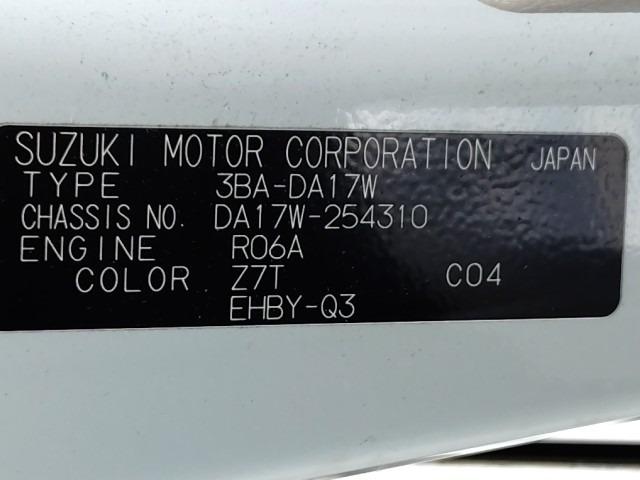 SUZUKI MOTOR CORPORATION JAPAN
TYPE 3BA-DA17W
CHASSIS NO. DA17W-254310
ENGINE R06A
COLOR Z7T C04
EHBY-Q3